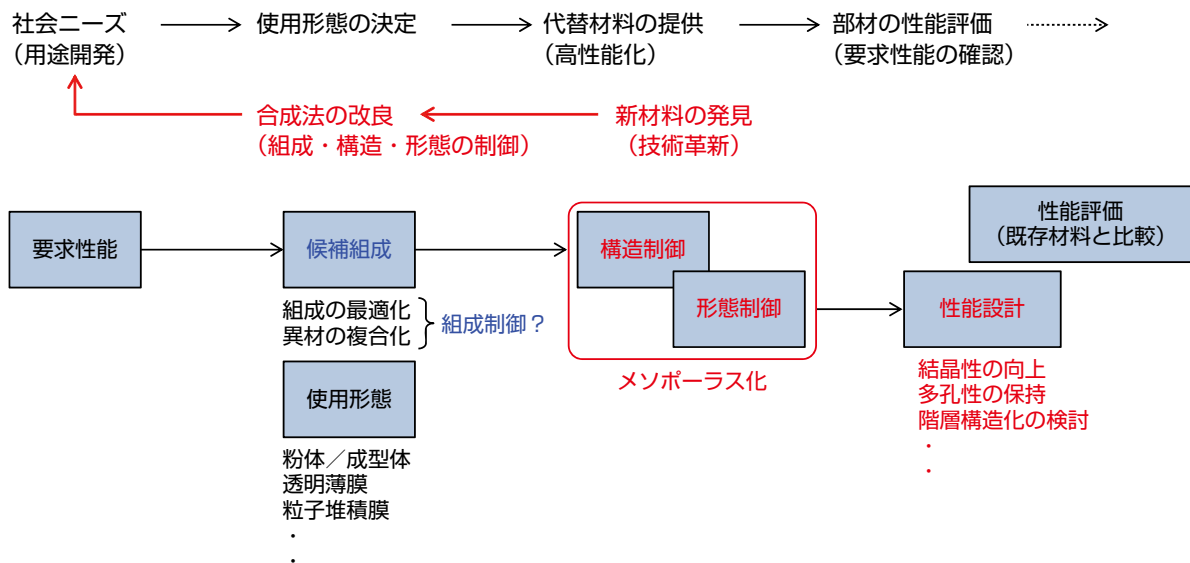 社会ニーズ
（用途開発）
使用形態の決定
代替材料の提供
（高性能化）
部材の性能評価
（要求性能の確認）
合成法の改良
（組成・構造・形態の制御）
新材料の発見
（技術革新）
要求性能
候補組成
組成の最適化
異材の複合化
組成制御？
使用形態
粉体／成型体
透明薄膜
粒子堆積膜
・
・
構造制御
形態制御
メソポーラス化
性能評価
（既存材料と比較）
性能設計
結晶性の向上
多孔性の保持
階層構造化の検討
・
・